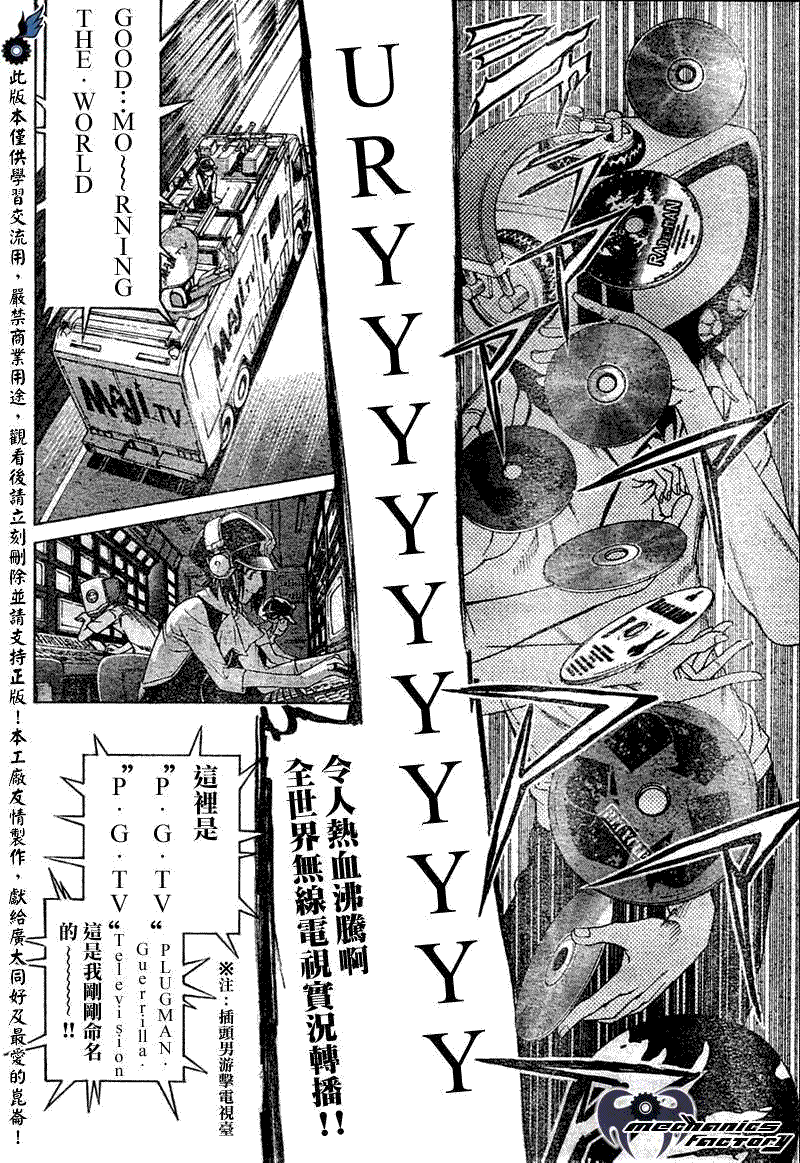 URYYYYYYYYYY
RADIOMAN
GOOD…MO~~~RNING
THE·WORLD
MAJi.TV
MAJi.TV
令人熱血沸騰啊
全世界無線電視實況轉播!!
這裡是
"P·G·TV
"P·G·TV"
PLUGMAN·
Guerrilla·
Television
這是我剛剛命名
的~~~~!!
※注：插頭男游擊電視臺
此版本僅供學習交流用，嚴禁商業用途，觀看後請立刻刪除並請支持正版！本工廠友情製作，獻給廣大同好及最愛的崑崙！
mechanics
Factory